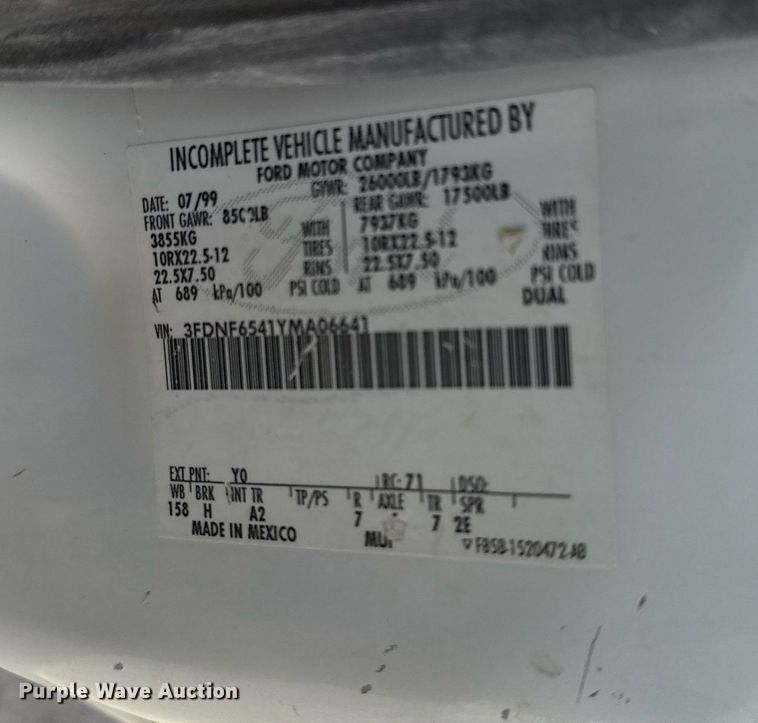 INCOMPLETE VEHICLE MANUFACTURED BY
FORD MOTOR COMPANY
DATE: 07/99
GVWR: 26000LB/1793KG
FRONT GAWR: LB
3855KG
WITH
10RX22.5-12
TIRES
22.5X7.50
RINS
AT 689 kPa/100
PSI COLD
REAR GAWR: 17500LB
7937KG
WITH
10RX22.5-12
TIRES
22.5X7.50
RINS
AT 689 kPa/100
PSI COLD
DUAL
VIN: 3FDNF6541YMA06641
EXT PNT: YO
RC: 71
DSO:
WB BRK INT TR TP/PS R AXLE TR SPR
158 H A2 7 7 2E
MADE IN MEXICO
F85B-1520472-AB
Purple Wave Auction